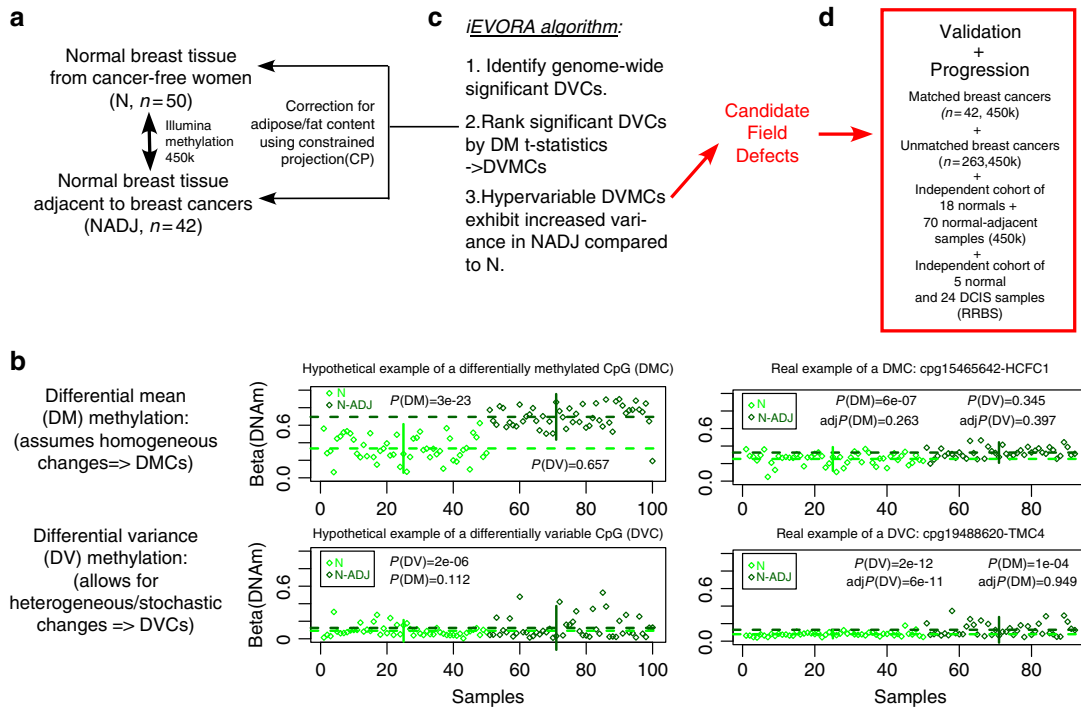 a
Normal breast tissue
from cancer-free women
(N, n=50)
Illumina
methylation
450k
Normal breast tissue
adjacent to breast cancers
(NADJ, n=42)
Correction for
adipose/fat content
using constrained
projection(CP)
c
iEVORA algorithm:
1. Identify genome-wide
significant DVCs.
2.Rank significant DVCs
by DM t-statistics
->DVMCs
3.Hypervariable DVMCs
exhibit increased vari-
ance in NADJ compared
to N.
Candidate
Field
Defects
d
Validation
+
Progression
Matched breast cancers
(n=42, 450k)
+
Unmatched breast cancers
(n=263,450k)
+
Independent cohort of
18 normals +
70 normal-adjacent
samples (450k)
+
Independent cohort of
5 normal
and 24 DCIS samples
(RRBS)
b
Differential mean
(DM) methylation:
(assumes homogeneous
changes=> DMCs)
Hypothetical example of a differentially methylated CpG (DMC)
Beta(DNAm)
0.6
0.0
N
N-ADJ
P(DM)=3e-23
P(DV)=0.657
0 20 40 60 80 100
Real example of a DMC: cpg15465642-HCFC1
0.6
0.0
N
N-ADJ
P(DM)=6e-07 P(DV)=0.345
adjP(DM)=0.263 adjP(DV)=0.397
0 20 40 60 80
Differential variance
(DV) methylation:
(allows for
heterogeneous/stochastic
changes => DVCs)
Hypothetical example of a differentially variable CpG (DVC)
Beta(DNAm)
0.6
0
N
N-ADJ
P(DV)=2e-06
P(DM)=0.112
0 20 40 60 80 100
Samples
Real example of a DVC: cpg19488620-TMC4
0.6
0.0
N
N-ADJ
P(DV)=2e-12 P(DM)=1e-04
adjP(DV)=6e-11 adjP(DM)=0.949
0 20 40 60 80
Samples